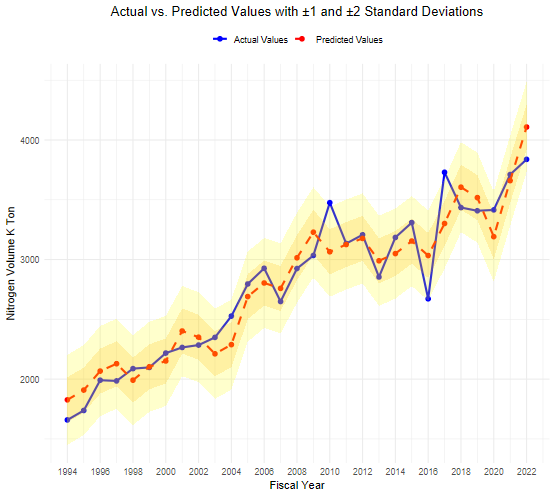 Actual vs. Predicted Values with ±1 and ±2 Standard Deviations
Actual Values Predicted Values
Nitrogen Volume K Ton
4000
3000
2000
1994 1996 1998 2000 2002 2004 2006 2008 2010 2012 2014 2016 2018 2020 2022
Fiscal Year